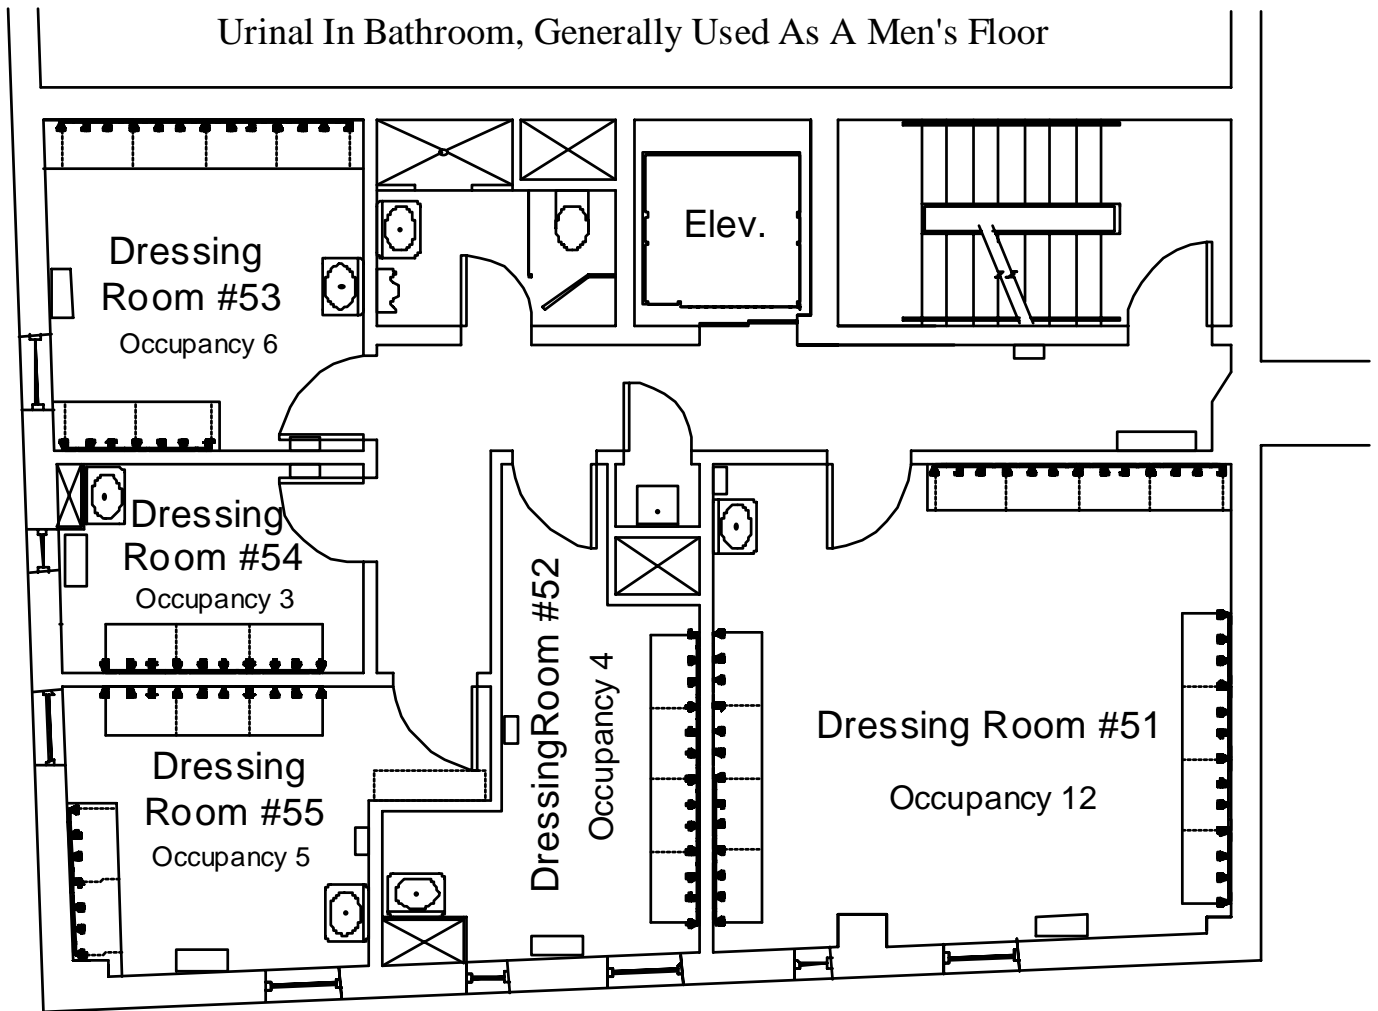 Urinal In Bathroom, Generally Used As A Men's Floor
Elev.
Dressing
Room #53
Occupancy 6
Dressing
Room #54
Occupancy 3
DressingRoom #52
Occupancy 4
Dressing Room #51
Occupancy 12
Dressing
Room #55
Occupancy 5